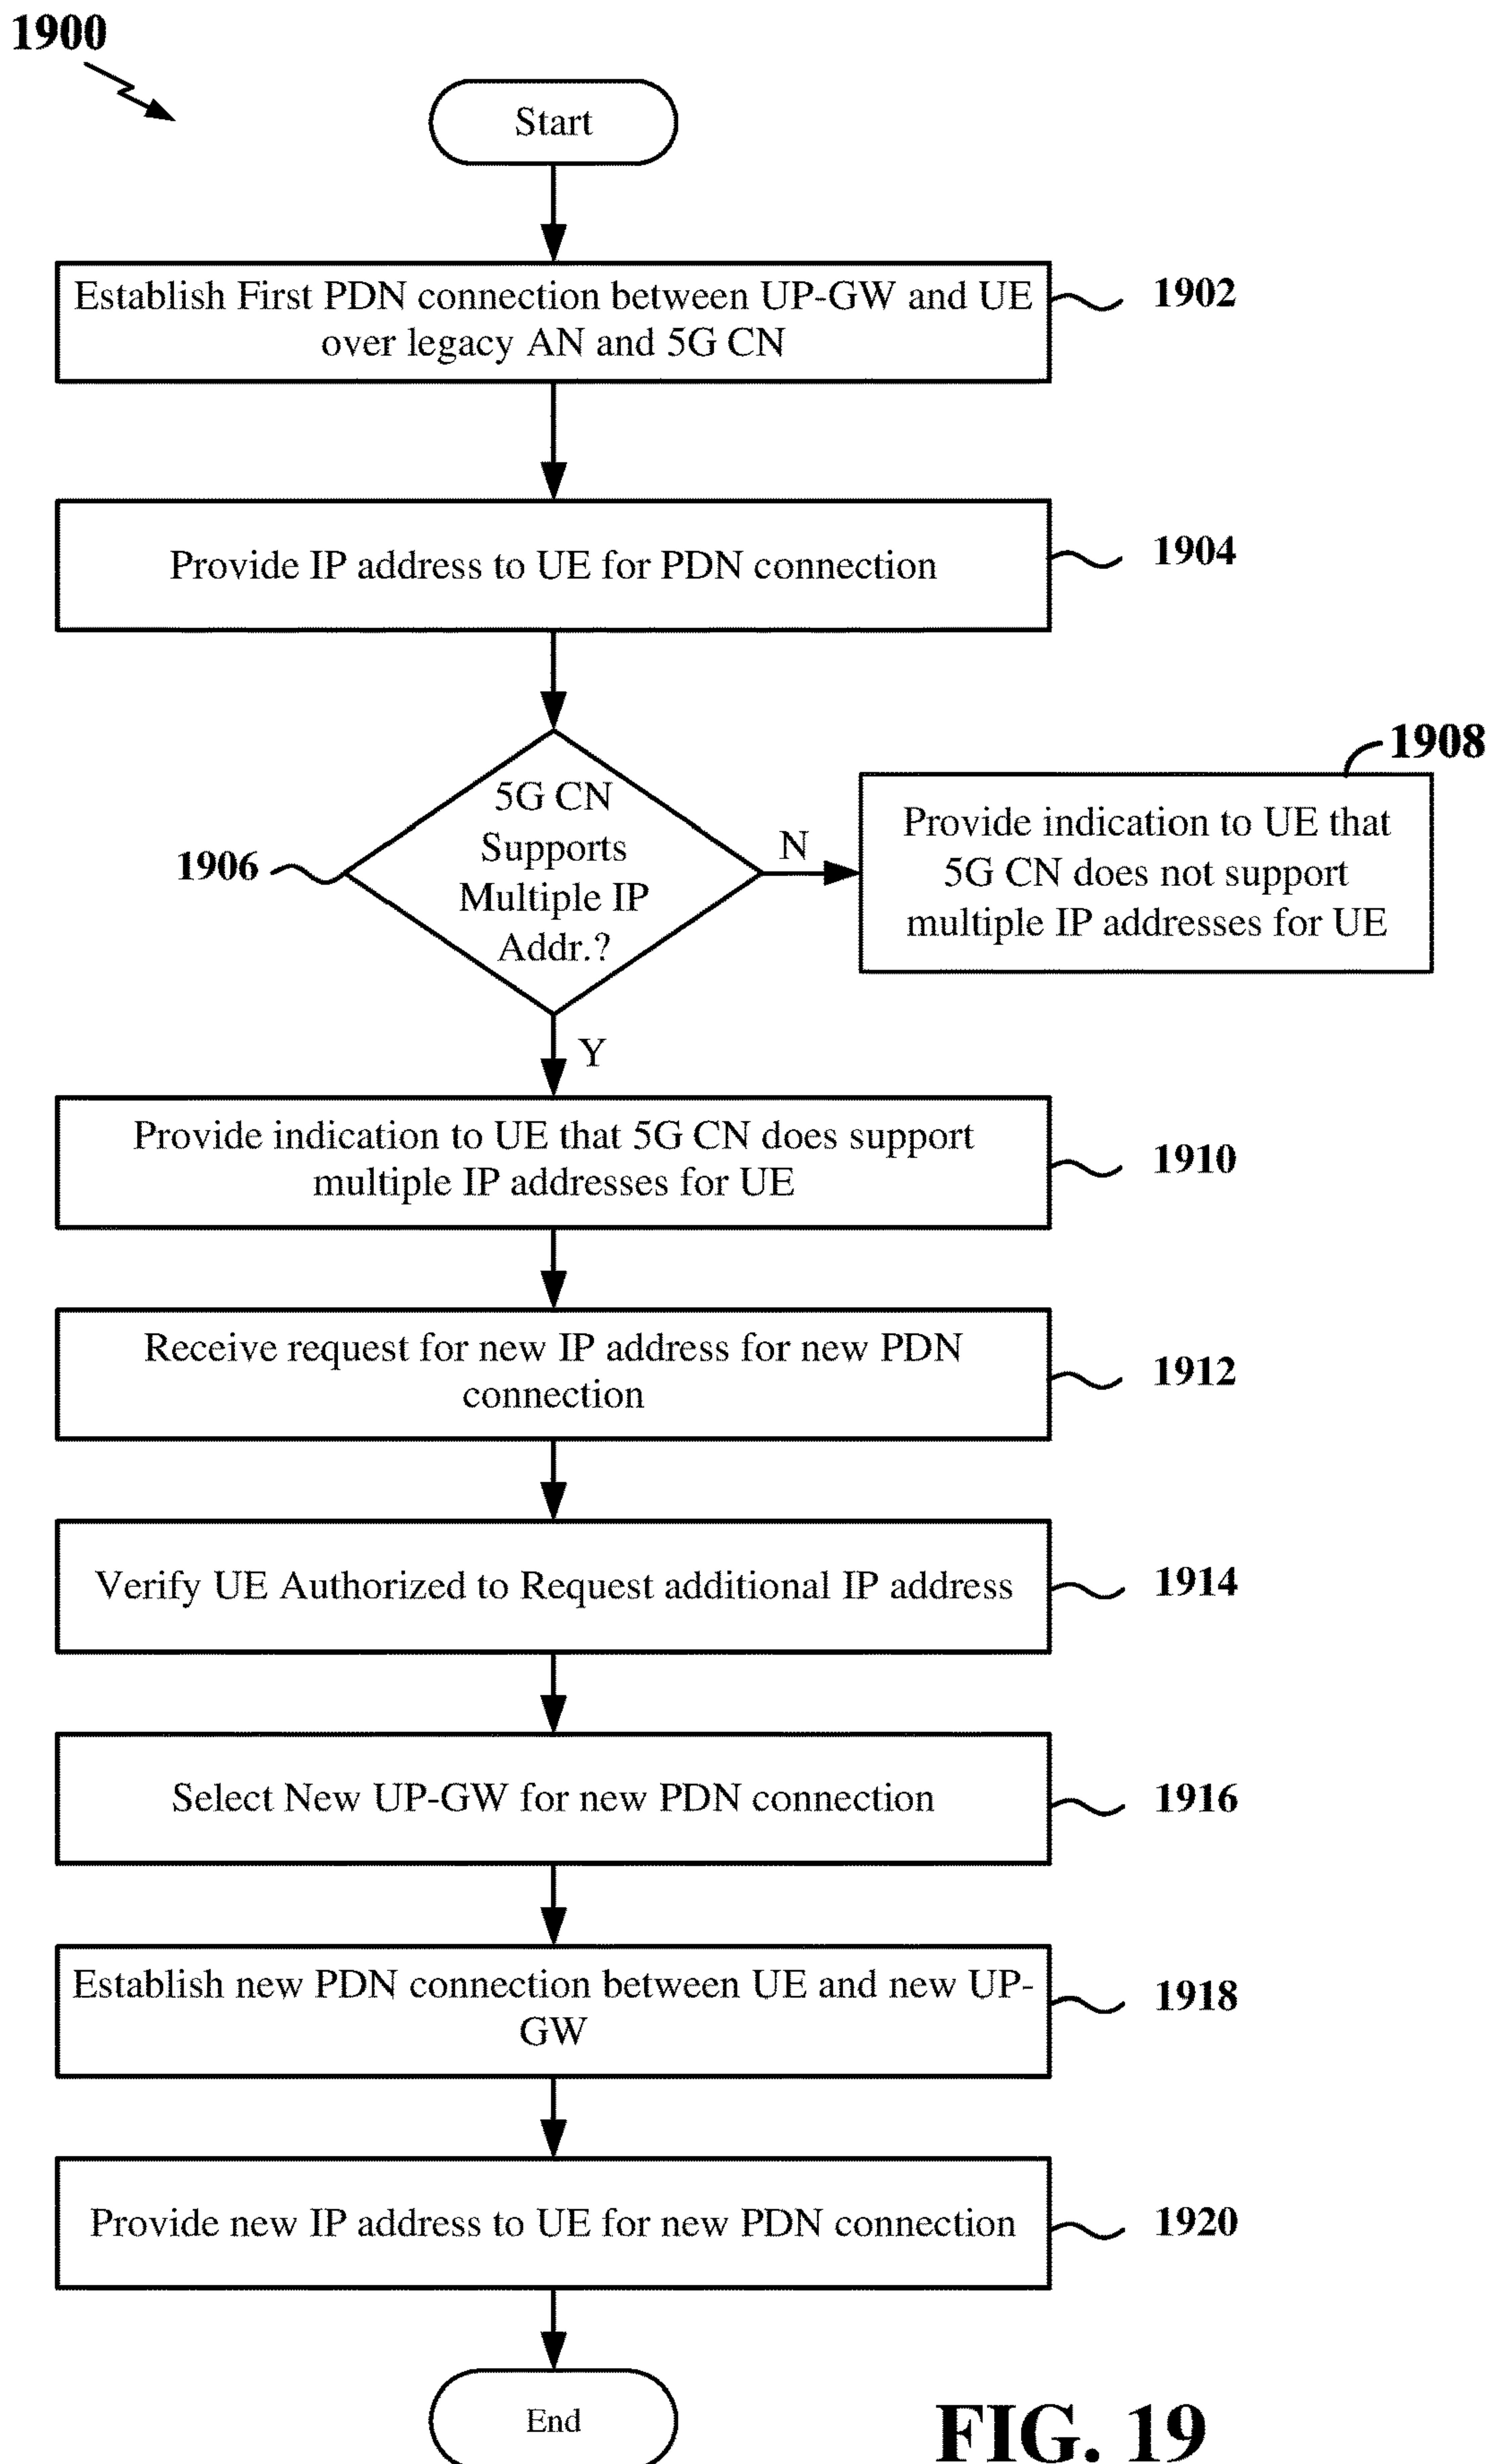 1900
Start
Establish First PDN connection between UP-GW and UE
over legacy AN and 5G CN
1902
Provide IP address to UE for PDN connection
1904
5G CN
Supports
Multiple IP
Addr.?
1906
N
1908
Provide indication to UE that
5G CN does not support
multiple IP addresses for UE
Y
Provide indication to UE that 5G CN does support
multiple IP addresses for UE
1910
Receive request for new IP address for new PDN
connection
1912
Verify UE Authorized to Request additional IP address
1914
Select New UP-GW for new PDN connection
1916
Establish new PDN connection between UE and new UP-
GW
1918
Provide new IP address to UE for new PDN connection
1920
End
FIG. 19